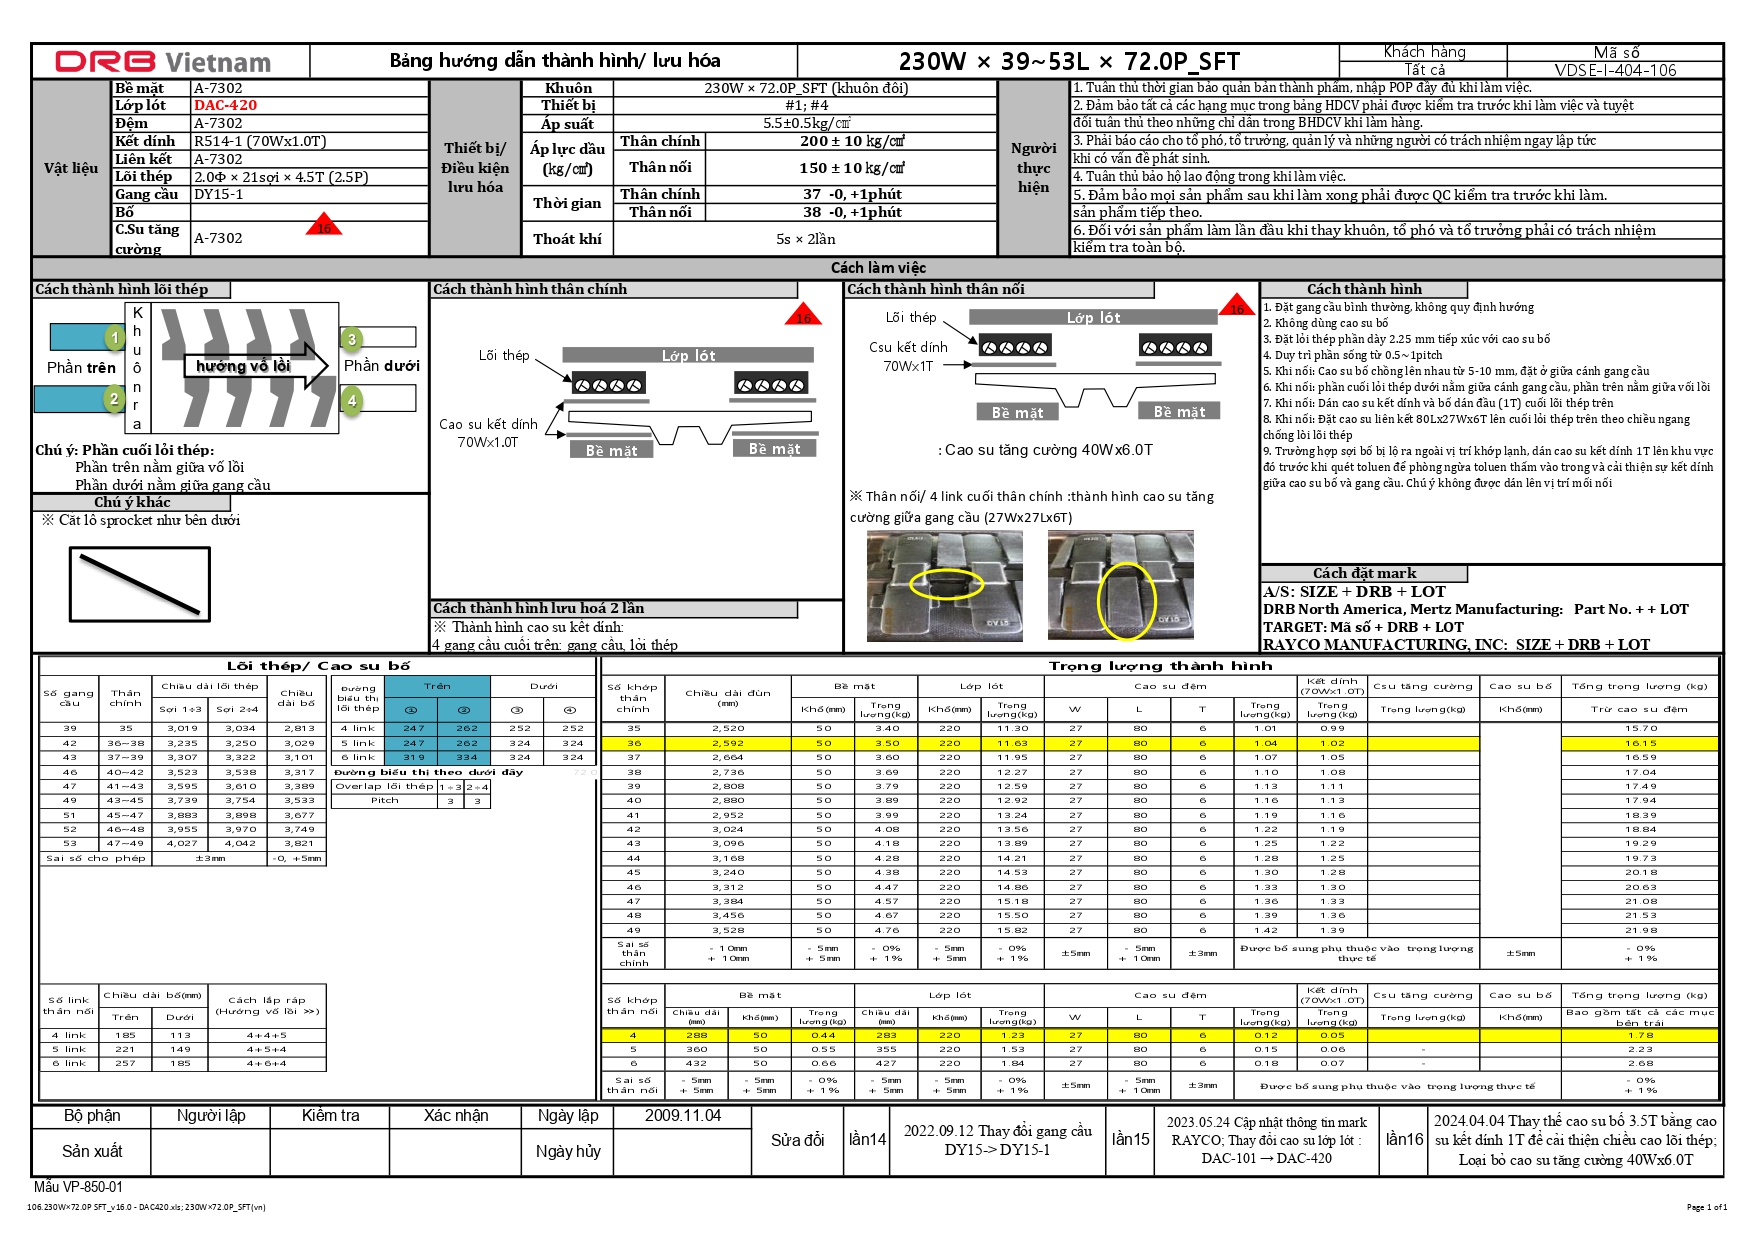 DRB Vietnam
Bảng hướng dẫn thành hình/ lưu hóa
230W × 39~53L × 72.0P_SFT
Khách hàng
Mã số
Tất cả
VDSE-I-404-106
Vật liệu
Bề mặt A-7302
Lớp lót DAC-420
Đệm A-7302
Kết dính R514-1 (70Wx1.0T)
Liên kết A-7302
Lõi thép 2.0Φ × 21sợi × 4.5T (2.5P)
Gang cầu DY15-1
Bố
C.Su tăng cường A-7302
16
Thiết bị/ Điều kiện lưu hóa
Khuôn 230W × 72.0P_SFT (khuôn đôi)
Thiết bị #1; #4
Áp suất 5.5±0.5kg/㎠
Áp lực dầu (kg/㎠)
Thân chính 200 ± 10 kg/㎠
Thân nối 150 ± 10 kg/㎠
Thời gian
Thân chính 37 -0, +1phút
Thân nối 38 -0, +1phút
Thoát khí 5s × 2lần
Người thực hiện
1. Tuân thủ thời gian bảo quản bán thành phẩm, nhập POP đầy đủ khi làm việc.
2. Đảm bảo tất cả các hạng mục trong bảng HDCV phải được kiểm tra trước khi làm việc và tuyệt
đối tuân thủ theo những chỉ dẫn trong BHDCV khi làm hàng.
3. Phải báo cáo cho tổ phó, tổ trưởng, quản lý và những người có trách nhiệm ngay lập tức
khi có vấn đề phát sinh.
4. Tuân thủ bảo hộ lao động trong khi làm việc.
5. Đảm bảo mọi sản phẩm sau khi làm xong phải được QC kiểm tra trước khi làm.
sản phẩm tiếp theo.
6. Đối với sản phẩm làm lần đầu khi thay khuôn, tổ phó và tổ trưởng phải có trách nhiệm
kiểm tra toàn bộ.
Cách làm việc
Cách thành hình lõi thép
Khuôn ra
1
2
3
4
Phần trên
hướng vố lồi
Phần dưới
Chú ý: Phần cuối lỏi thép:
Phần trên nằm giữa vố lồi
Phần dưới nằm giữa gang cầu
Chú ý khác
※ Cắt lô sprocket như bên dưới
Cách thành hình thân chính
16
Lõi thép
Lớp lót
Cao su kết dính
70W×1.0T
Bề mặt
Bề mặt
Cách thành hình lưu hoá 2 lần
※ Thành hình cao su kết dính:
4 gang cầu cuối trên: gang cầu, lỏi thép
Cách thành hình thân nối
16
Lõi thép
Lớp lót
Csu kết dính
70W×1T
Bề mặt
Bề mặt
: Cao su tăng cường 40Wx6.0T
※ Thân nối/ 4 link cuối thân chính :thành hình cao su tăng
cường giữa gang cầu (27Wx27Lx6T)
Cách thành hình
1. Đặt gang cầu bình thường, không quy định hướng
2. Không dùng cao su bố
3. Đặt lõi thép phần dày 2.25 mm tiếp xúc với cao su bố
4. Duy trì phần sống từ 0.5~1pitch
5. Khi nối: Cao su bố chồng lên nhau từ 5-10 mm, đặt ở giữa cánh gang cầu
6. Khi nối: phần cuối lỏi thép dưới nằm giữa cánh gang cầu, phần trên nằm giữa vối lồi
7. Khi nối: Dán cao su kết dính và bố dán đầu (1T) cuối lõi thép trên
8. Khi nối: Đặt cao su liên kết 80Lx27Wx6T lên cuối lỏi thép trên theo chiều ngang
chống lòi lõi thép
9. Trường hợp sợi bố bị lộ ra ngoài vị trí khớp lạnh, dán cao su kết dính 1T lên khu vực
đó trước khi quét toluen để phòng ngừa toluen thấm vào trong và cải thiện sự kết dính
giữa cao su bố và gang cầu. Chú ý không được dán lên vị trí mối nối
Cách đặt mark
A/S: SIZE + DRB + LOT
DRB North America, Mertz Manufacturing: Part No. + + LOT
TARGET: Mã số + DRB + LOT
RAYCO MANUFACTURING, INC: SIZE + DRB + LOT
Lõi thép/ Cao su bố
Số gang cầu Thân chính Chiều dài lõi thép Chiều dài bố
Sợi 1÷3 Sợi 2÷4
39 35 3,019 3,034 2,813
42 36~38 3,235 3,250 3,029
43 37~39 3,307 3,322 3,101
46 40~42 3,523 3,538 3,317
47 41~43 3,595 3,610 3,389
49 43~45 3,739 3,754 3,533
51 45~47 3,883 3,898 3,677
52 46~48 3,955 3,970 3,749
53 47~49 4,027 4,042 3,821
Sai số cho phép ±3mm -0, +5mm
Đường biểu thị lõi thép Trên Dưới
① ② ③ ④
4 link 247 262 252 252
5 link 247 262 324 324
6 link 319 334 324 324
Đường biểu thị theo dưới đây 72.0
Overlap lõi thép 1÷3 2÷4
Pitch 3 3
Số link thân nối Chiều dài bố(mm) Cách lắp ráp (Hướng vố lồi >>)
Trên Dưới
4 link 185 113 4+4+5
5 link 221 149 4+5+4
6 link 257 185 4+6+4
Trọng lượng thành hình
Số khớp thân chính Chiều dài đùn (mm) Bề mặt Lớp lót Cao su đệm Kết dính (70Wx1.0T) Csu tăng cường Cao su bố Tổng trọng lượng (kg)
Khổ(mm) Trọng lượng(kg) Khổ(mm) Trọng lượng(kg) W L T Trọng lượng(kg) Trọng lượng(kg) Trọng lượng(kg) Khổ(mm) Trừ cao su đệm
35 2,520 50 3.40 220 11.30 27 80 6 1.01 0.99 15.70
36 2,592 50 3.50 220 11.63 27 80 6 1.04 1.02 16.15
37 2,664 50 3.60 220 11.95 27 80 6 1.07 1.05 16.59
38 2,736 50 3.69 220 12.27 27 80 6 1.10 1.08 17.04
39 2,808 50 3.79 220 12.59 27 80 6 1.13 1.11 17.49
40 2,880 50 3.89 220 12.92 27 80 6 1.16 1.13 17.94
41 2,952 50 3.99 220 13.24 27 80 6 1.19 1.16 18.39
42 3,024 50 4.08 220 13.56 27 80 6 1.22 1.19 18.84
43 3,096 50 4.18 220 13.89 27 80 6 1.25 1.22 19.29
44 3,168 50 4.28 220 14.21 27 80 6 1.28 1.25 19.73
45 3,240 50 4.38 220 14.53 27 80 6 1.30 1.28 20.18
46 3,312 50 4.47 220 14.86 27 80 6 1.33 1.30 20.63
47 3,384 50 4.57 220 15.18 27 80 6 1.36 1.33 21.08
48 3,456 50 4.67 220 15.50 27 80 6 1.39 1.36 21.53
49 3,528 50 4.76 220 15.82 27 80 6 1.42 1.39 21.98
Sai số thân chính - 10mm + 10mm - 5mm + 5mm - 0% + 1% - 5mm + 5mm - 0% + 1% ±5mm - 5mm + 10mm ±3mm Được bổ sung phụ thuộc vào trọng lượng thực tế ±5mm - 0% + 1%
Số khớp thân nối Bề mặt Lớp lót Cao su đệm Kết dính (70Wx1.0T) Csu tăng cường Cao su bố Tổng trọng lượng (kg)
Chiều dài (mm) Khổ(mm) Trọng lượng(kg) Chiều dài (mm) Khổ(mm) Trọng lượng(kg) W L T Trọng lượng(kg) Trọng lượng(kg) Trọng lượng(kg) Khổ(mm) Bao gồm tất cả các mục bên trái
4 288 50 0.44 283 220 1.23 27 80 6 0.12 0.05 1.78
5 360 50 0.55 355 220 1.53 27 80 6 0.15 0.06 - 2.23
6 432 50 0.66 427 220 1.84 27 80 6 0.18 0.07 - 2.68
Sai số thân nối - 5mm + 5mm - 5mm + 5mm - 0% + 1% - 5mm + 5mm - 5mm + 5mm - 0% + 1% ±5mm - 5mm + 10mm ±3mm Được bổ sung phụ thuộc vào trọng lượng thực tế - 0% + 1%
Bộ phận Người lập Kiểm tra Xác nhận Ngày lập 2009.11.04
Sản xuất Ngày hủy
Sửa đổi
lần14 2022.09.12 Thay đổi gang cầu DY15-> DY15-1
lần15 2023.05.24 Cập nhật thông tin mark RAYCO; Thay đổi cao su lớp lót : DAC-101 → DAC-420
lần16 2024.04.04 Thay thế cao su bố 3.5T bằng cao su kết dính 1T để cải thiện chiều cao lõi thép; Loại bỏ cao su tăng cường 40Wx6.0T
Mẫu VP-850-01
106.230W×72.0P SFT_v16.0 - DAC420.xls; 230W×72.0P_SFT(vn)
Page 1 of 1